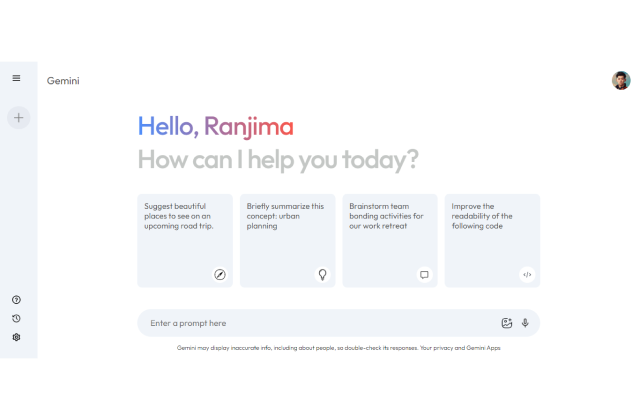 Gemini
Hello, Ranjima
How can I help you today?
Suggest beautiful
places to see on an
upcoming road trip.
Briefly summarize this
concept: urban
planning
Brainstorm team
bonding activities for
our work retreat
Improve the
readability of the
following code
Enter a prompt here
Gemini may display inaccurate info, including about people, so double-check its responses. Your privacy and Gemini Apps